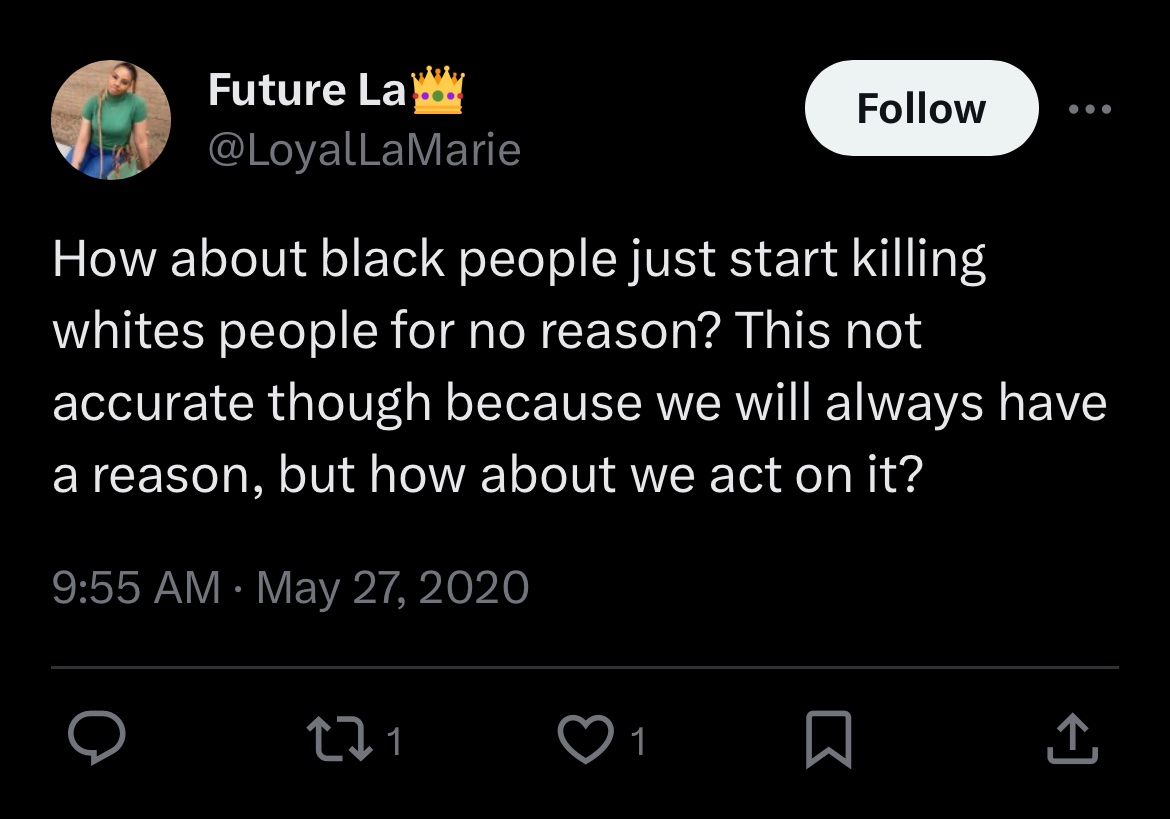 Future La👑
@LoyalLaMarie
Follow
How about black people just start killing
whites people for no reason? This not
accurate though because we will always have
a reason, but how about we act on it?
9:55 AM · May 27, 2020
1
1